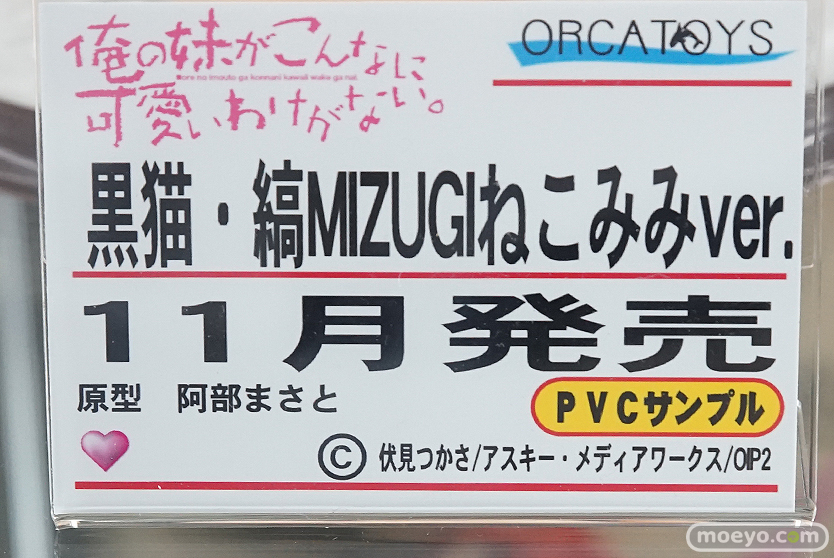 俺の妹がこんなに
ore no imouto ga konnani kawaii wake ga nai.
可愛いわけがない。
ORCATOYS
黒猫・縞MIZUGIねこみみver.
11月発売
原型 阿部まさと
PVCサンプル
©伏見つかさ/アスキー・メディアワークス/OIP2
moeyo.com